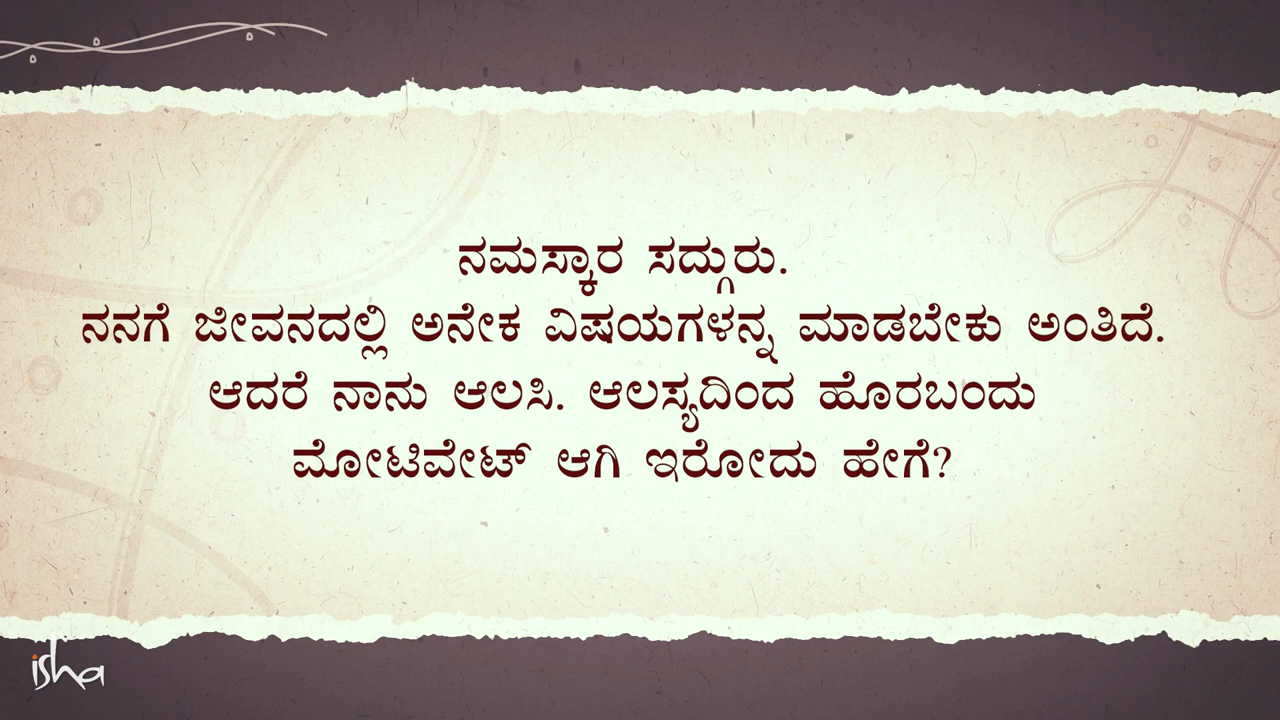 ನಮಸ್ಕಾರ ಸದ್ಗುರು.
ನನಗೆ ಜೀವನದಲ್ಲಿ ಅನೇಕ ವಿಷಯಗಳನ್ನ ಮಾಡಬೇಕು ಅಂತಿದೆ.
ಆದರೆ ನಾನು ಆಲಸಿ. ಆಲಸ್ಯದಿಂದ ಹೊರಬಂದು
ಮೋಟಿವೇಟ್ ಆಗಿ ಇರೋದು ಹೇಗೆ?
isha